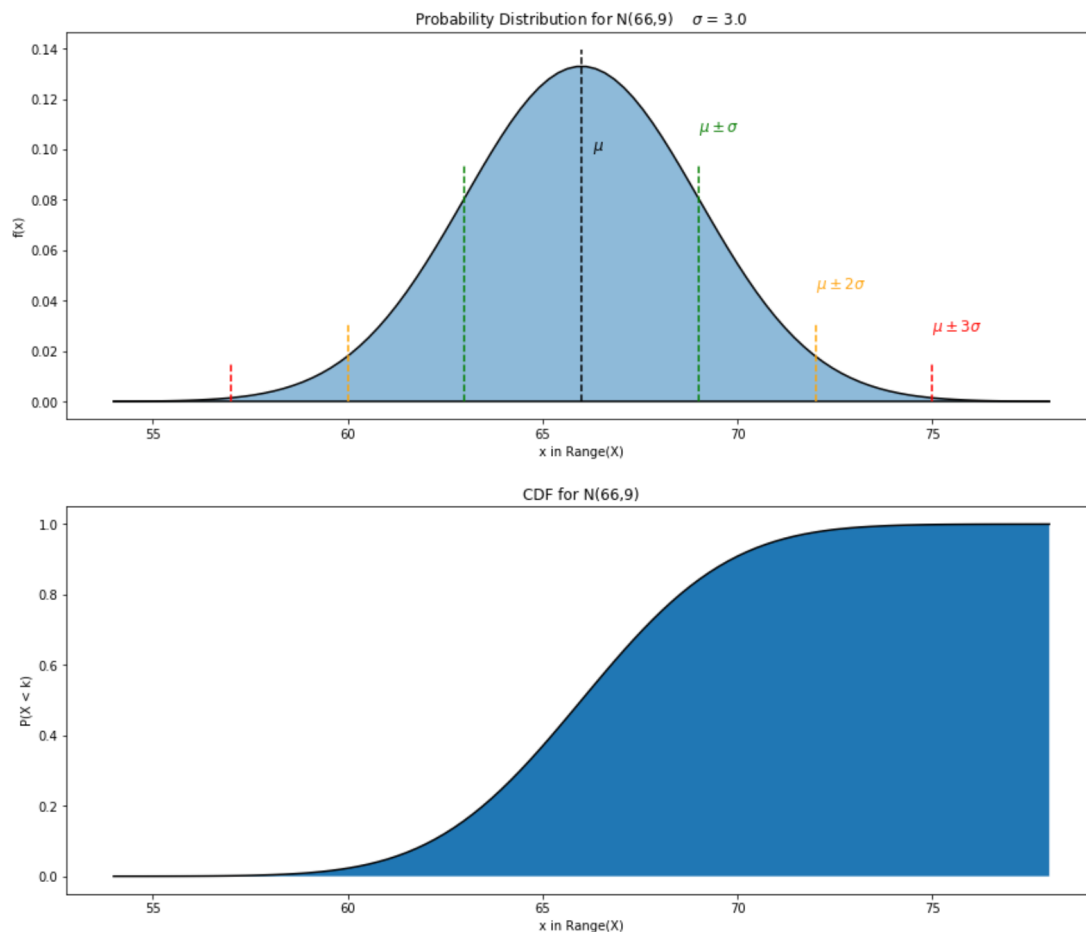 Probability Distribution for N(66,9)    σ = 3.0
0.14
0.12
0.10
0.08
0.06
0.04
0.02
0.00
f(x)
μ
μ ± σ
μ ± 2σ
μ ± 3σ
55 60 65 70 75
x in Range(X)
CDF for N(66,9)
1.0
0.8
0.6
0.4
0.2
0.0
P(X < k)
55 60 65 70 75
x in Range(X)